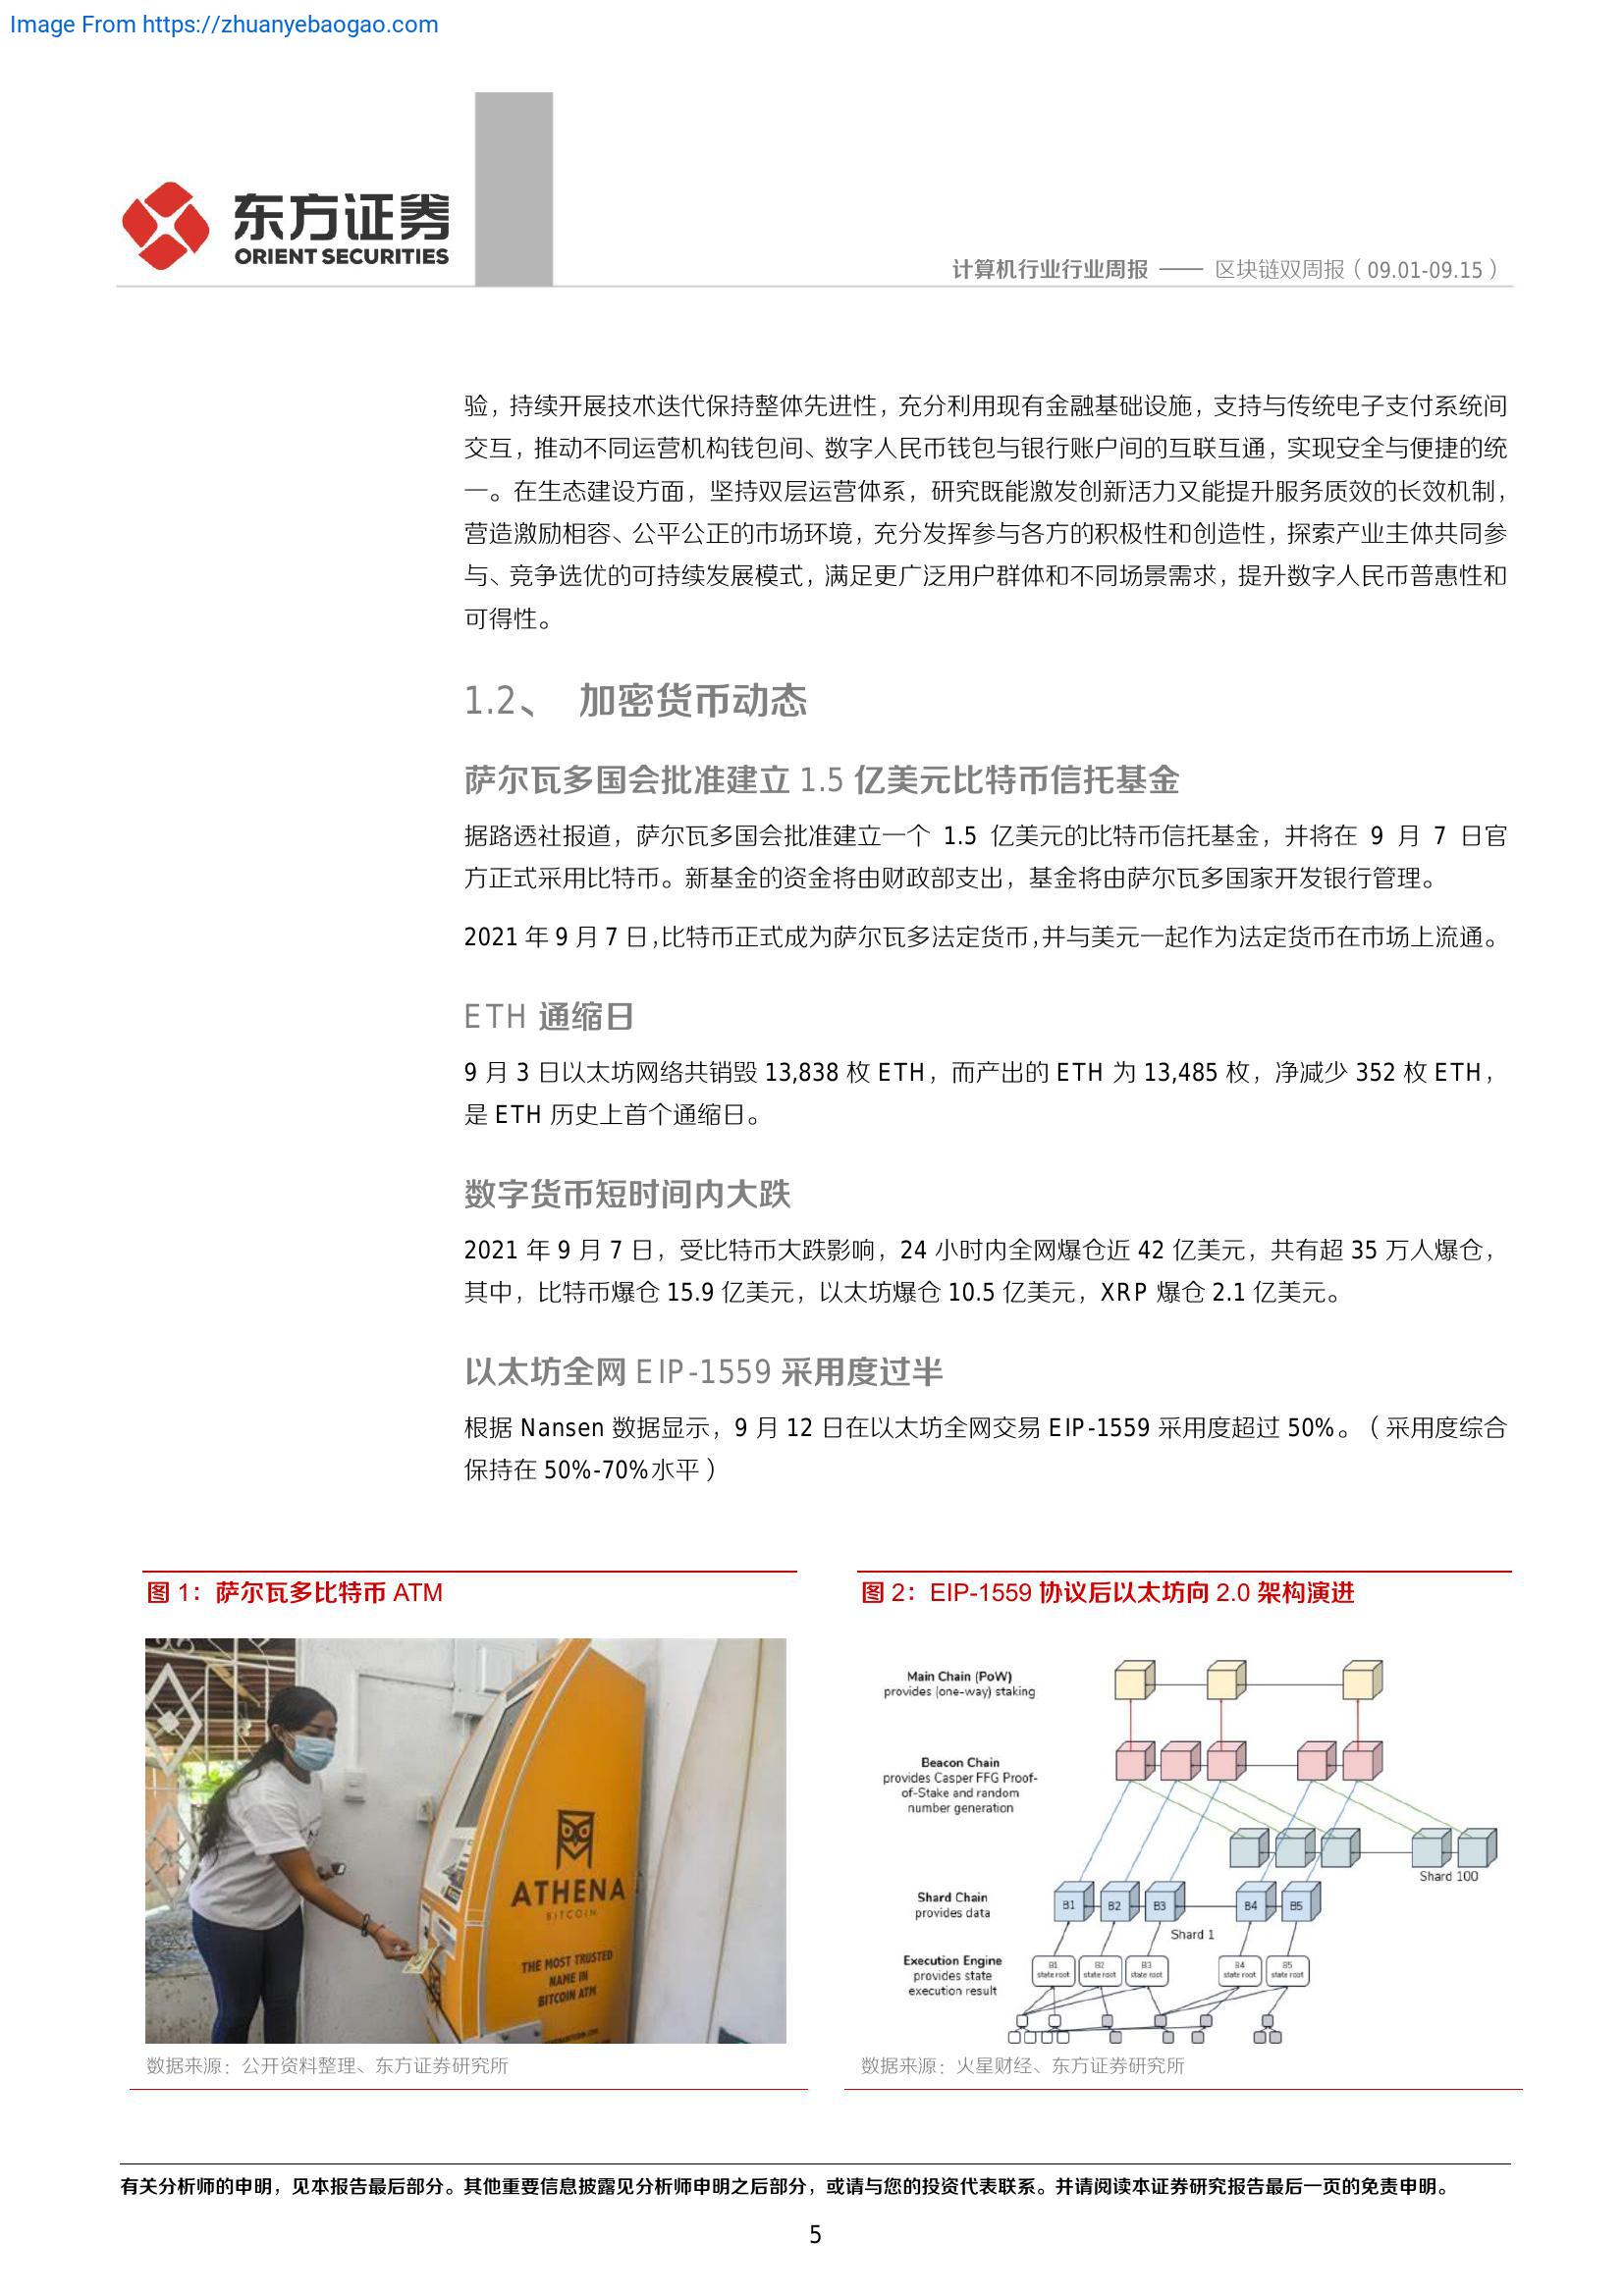 Image From https://zhuanyebaogao.com
东方证券
ORIENT SECURITIES
计算机行业行业周报 —— 区块链双周报（09.01-09.15）
验，持续开展技术迭代保持整体先进性，充分利用现有金融基础设施，支持与传统电子支付系统间
交互，推动不同运营机构钱包间、数字人民币钱包与银行账户间的互联互通，实现安全与便捷的统
一。在生态建设方面，坚持双层运营体系，研究既能激发创新活力又能提升服务质效的长效机制，
营造激励相容、公平公正的市场环境，充分发挥参与各方的积极性和创造性，探索产业主体共同参
与、竞争选优的可持续发展模式，满足更广泛用户群体和不同场景需求，提升数字人民币普惠性和
可得性。
1.2、 加密货币动态
萨尔瓦多国会批准建立 1.5 亿美元比特币信托基金
据路透社报道，萨尔瓦多国会批准建立一个 1.5 亿美元的比特币信托基金，并将在 9 月 7 日官
方正式采用比特币。新基金的资金将由财政部支出，基金将由萨尔瓦多国家开发银行管理。
2021 年 9 月 7 日，比特币正式成为萨尔瓦多法定货币，并与美元一起作为法定货币在市场上流通。
ETH 通缩日
9 月 3 日以太坊网络共销毁 13,838 枚 ETH，而产出的 ETH 为 13,485 枚，净减少 352 枚 ETH，
是 ETH 历史上首个通缩日。
数字货币短时间内大跌
2021 年 9 月 7 日，受比特币大跌影响，24 小时内全网爆仓近 42 亿美元，共有超 35 万人爆仓，
其中，比特币爆仓 15.9 亿美元，以太坊爆仓 10.5 亿美元，XRP 爆仓 2.1 亿美元。
以太坊全网 EIP-1559 采用度过半
根据 Nansen 数据显示，9 月 12 日在以太坊全网交易 EIP-1559 采用度超过 50%。（采用度综合
保持在 50%-70%水平）
图 1：萨尔瓦多比特币 ATM
ATHENA
BITCOIN
THE MOST TRUSTED
NAME IN
BITCOIN ATM
数据来源：公开资料整理、东方证券研究所
图 2：EIP-1559 协议后以太坊向 2.0 架构演进
Main Chain (PoW)
provides (one-way) staking
Beacon Chain
provides Casper FFG Proof-
of-Stake and random
number generation
Shard 100
Shard Chain
provides data
B1 B2 B3 B4 B5
Shard 1
Execution Engine
provides state
execution result
B1 B2 B3 B4 B5
state root state root state root state root state root
数据来源：火星财经、东方证券研究所
有关分析师的申明，见本报告最后部分。其他重要信息披露见分析师申明之后部分，或请与您的投资代表联系。并请阅读本证券研究报告最后一页的免责申明。
5